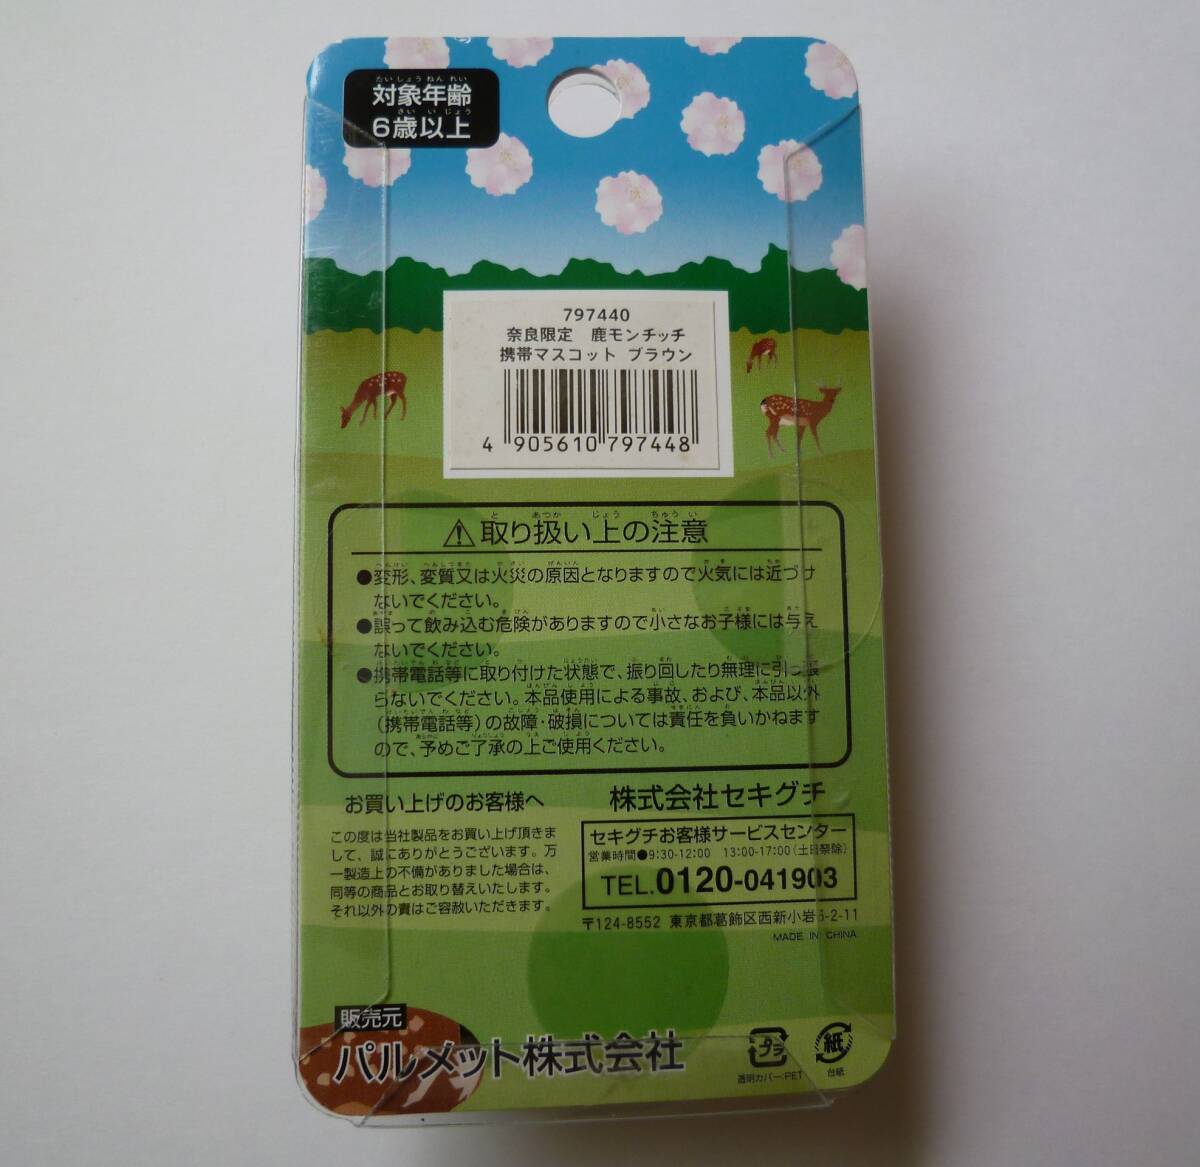 対象年齢
6歳以上
797440
奈良限定 鹿モンチッチ
携帯マスコット ブラウン
4 905610 797448
⚠取り扱い上の注意
●変形、変質又は火災の原因となりますので火気には近づけ
ないでください。
●誤って飲み込む危険がありますので小さなお子様には与え
ないでください。
●携帯電話等に取り付けた状態で、振り回したり無理に引っ張
らないでください。本品使用による事故、および、本品以外
(携帯電話等)の故障・破損については責任を負いかねます
ので、予めご了承の上ご使用ください。
お買い上げのお客様へ
この度は当社製品をお買い上げ頂きま
して、誠にありがとうございます。万
一製造上の不備がありました場合は、
同等の商品とお取り替えいたします。
それ以外の責はご容赦いただきます。
株式会社セキグチ
セキグチお客様サービスセンター
営業時間●9:30-12:00 13:00-17:00(土日祭除)
TEL.0120-041903
〒124-8552 東京都葛飾区西新小岩5-2-11
MADE IN CHINA
販売元
パルメット株式会社
プラ
透明カバー:PET
紙
台紙